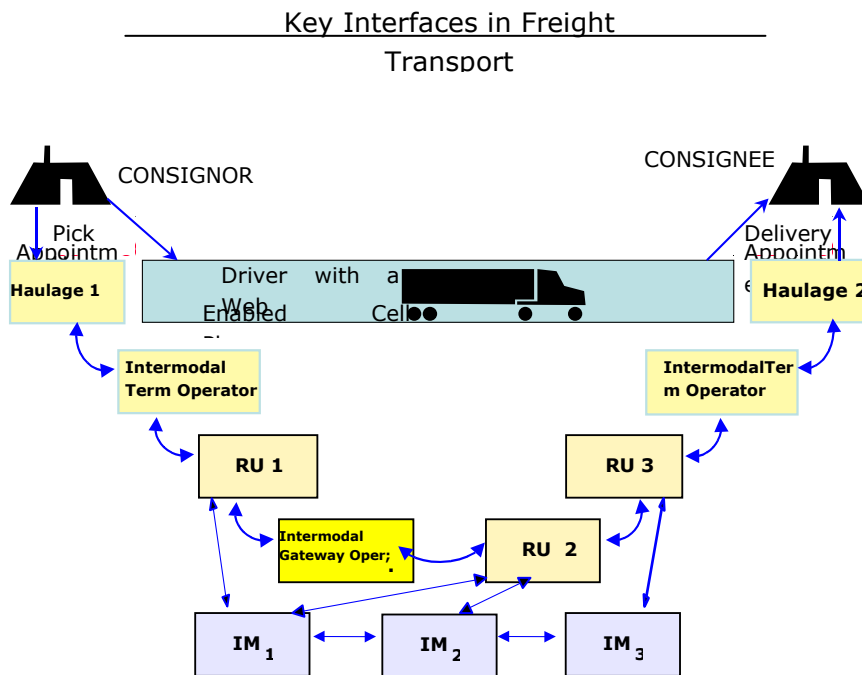 Key Interfaces in Freight
Transport
CONSIGNOR
CONSIGNEE
Pick
Appointm
Delivery
Appointm
e
Haulage 1
Driver with a
Web
Enabled Cell
Haulage 2
Intermodal
Term Operator
IntermodalTer
m Operator
RU 1
RU 3
Intermodal
Gateway Oper;
.
RU 2
IM 1
IM 2
IM 3